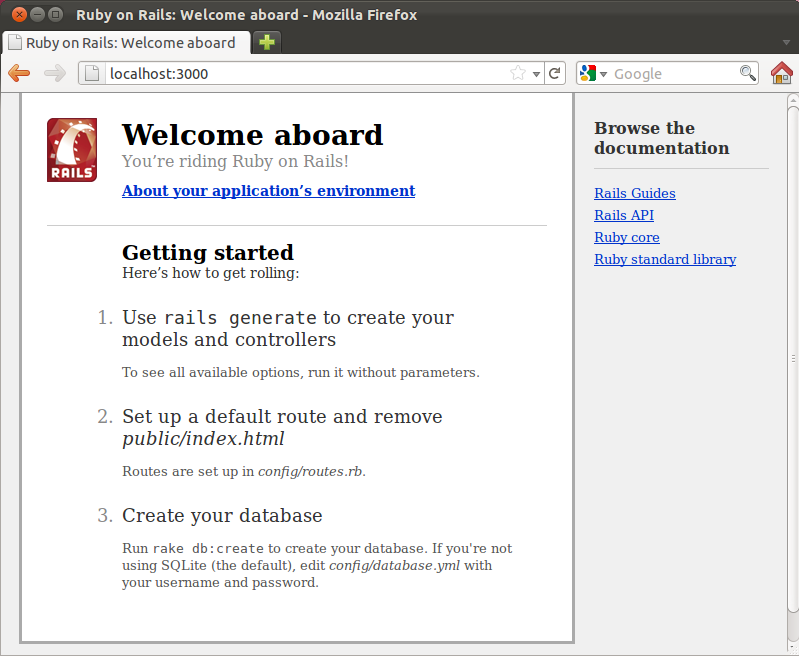 Ruby on Rails: Welcome aboard - Mozilla Firefox
Ruby on Rails: Welcome aboard
localhost:3000
Google
RAILS
Welcome aboard
You’re riding Ruby on Rails!
About your application’s environment
Getting started
Here’s how to get rolling:
1. Use rails generate to create your
models and controllers
To see all available options, run it without parameters.
2. Set up a default route and remove
public/index.html
Routes are set up in config/routes.rb.
3. Create your database
Run rake db:create to create your database. If you're not
using SQLite (the default), edit config/database.yml with
your username and password.
Browse the
documentation
Rails Guides
Rails API
Ruby core
Ruby standard library